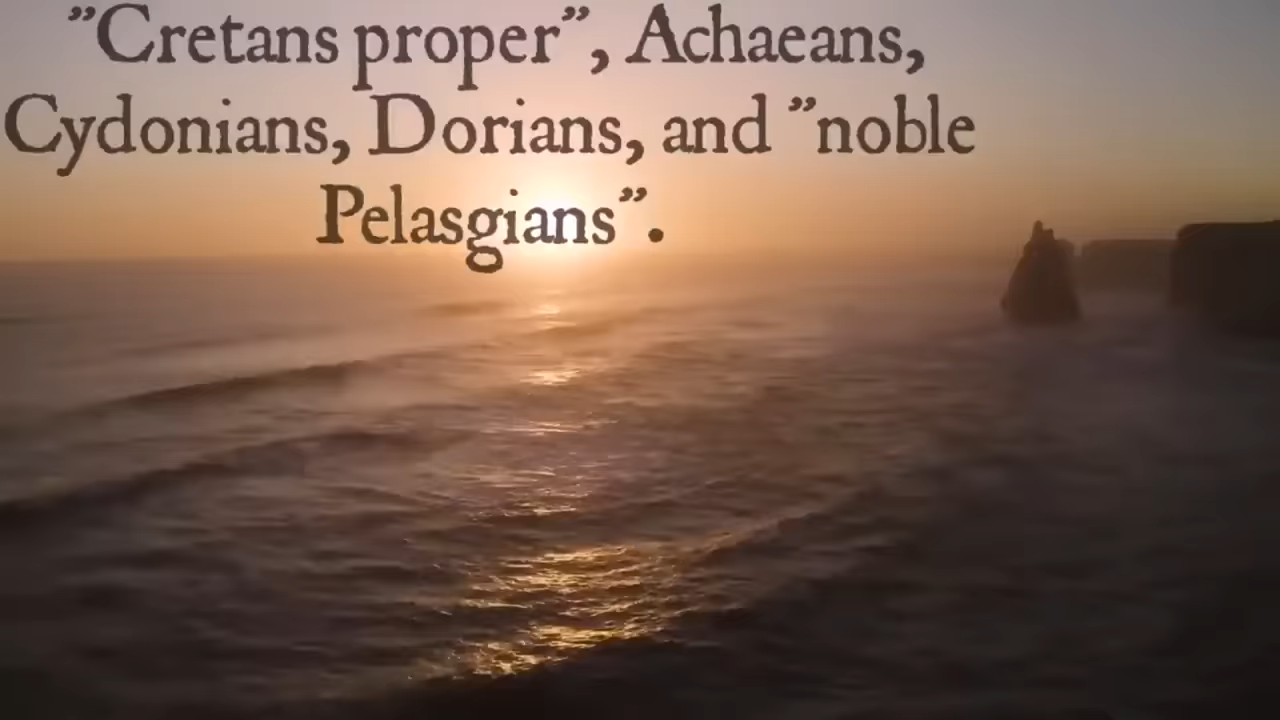 ”Cretans proper”, Achaeans,
Cydonians, Dorians, and ”noble
Pelasgians”.